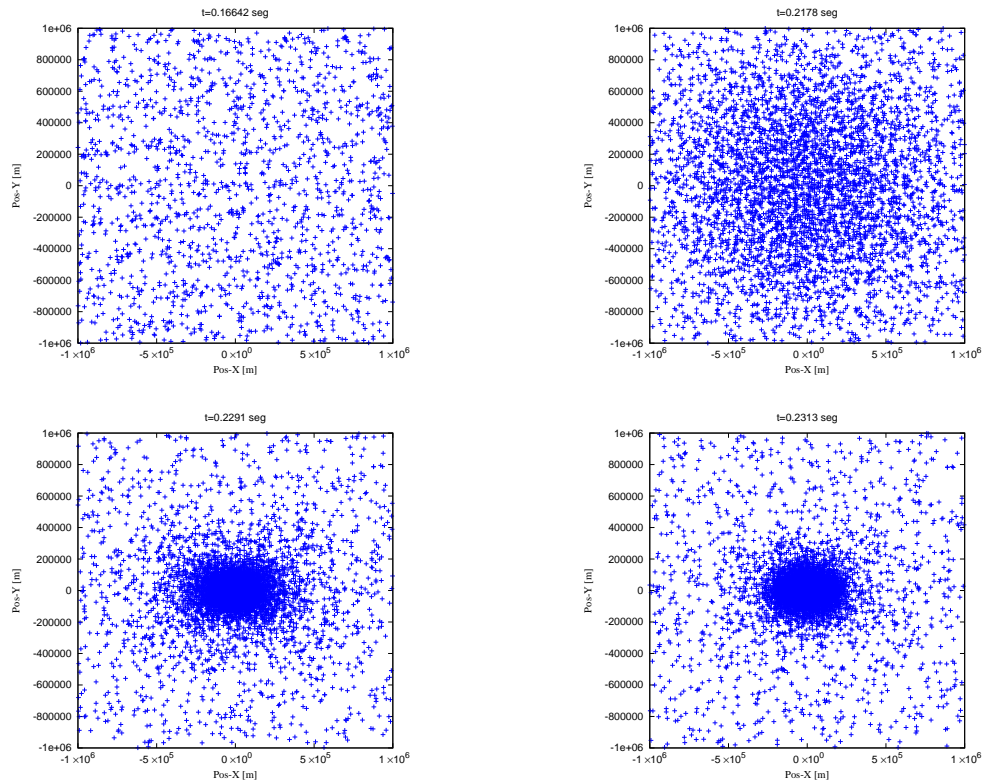 t=0.16642 seg
1e+06
800000
600000
400000
200000
0
-200000
-400000
-600000
-800000
-1e+06
Pos-Y [m]
-1 ×10⁶ -5 ×10⁵ 0×10⁰ 5 ×10⁵ 1 ×10⁶
Pos-X [m]
t=0.2178 seg
1e+06
800000
600000
400000
200000
0
-200000
-400000
-600000
-800000
-1e+06
Pos-Y [m]
-1 ×10⁶ -5 ×10⁵ 0×10⁰ 5 ×10⁵ 1 ×10⁶
Pos-X [m]
t=0.2291 seg
1e+06
800000
600000
400000
200000
0
-200000
-400000
-600000
-800000
-1e+06
Pos-Y [m]
-1 ×10⁶ -5 ×10⁵ 0×10⁰ 5 ×10⁵ 1 ×10⁶
Pos-X [m]
t=0.2313 seg
1e+06
800000
600000
400000
200000
0
-200000
-400000
-600000
-800000
-1e+06
Pos-Y [m]
-1 ×10⁶ -5 ×10⁵ 0×10⁰ 5 ×10⁵ 1 ×10⁶
Pos-X [m]